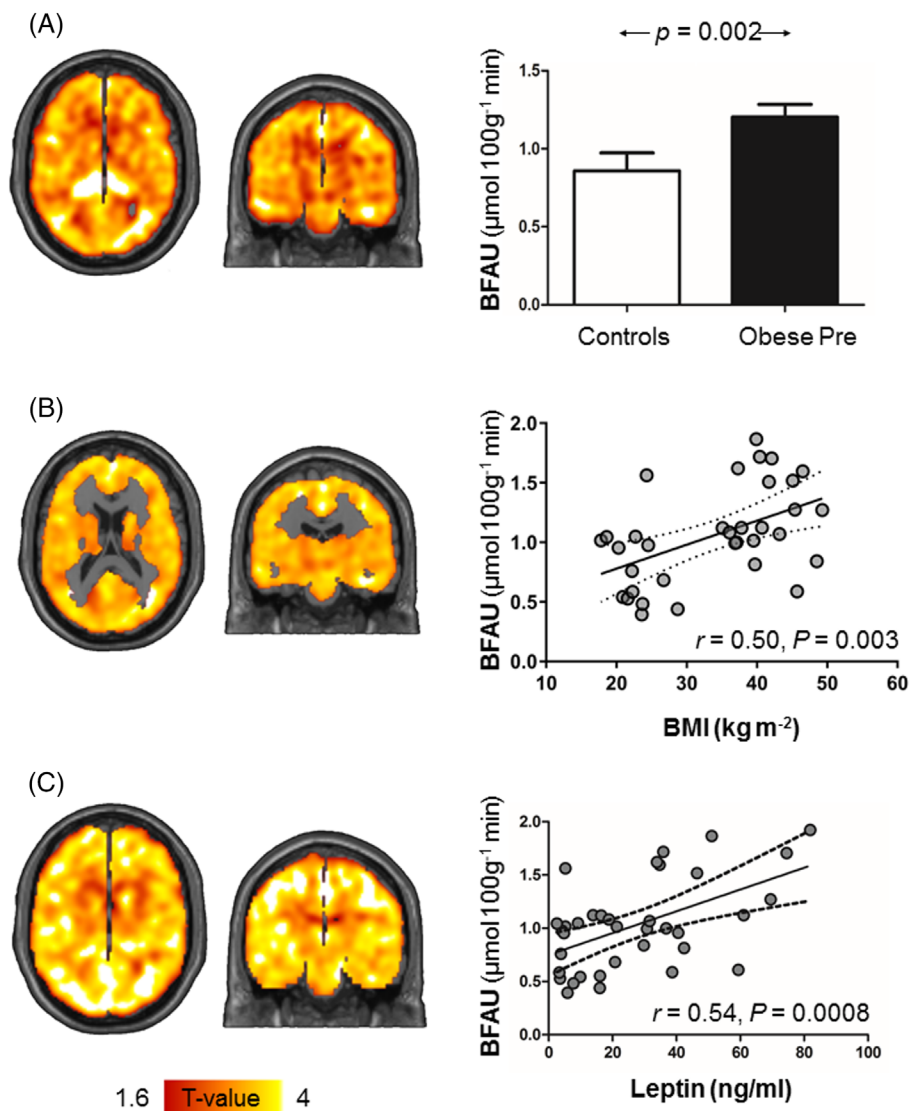 (A)
p = 0.002
BFAU (µmol 100g-1 min)
1.5
1.0
0.5
0.0
Controls
Obese Pre
(B)
BFAU (µmol 100g-1 min)
2.0
1.5
1.0
0.5
0.0
r = 0.50, P = 0.003
10
20
30
40
50
60
BMI (kg m-2)
(C)
BFAU (µmol 100g-1 min)
2.0
1.5
1.0
0.5
0.0
r = 0.54, P = 0.0008
0
20
40
60
80
100
Leptin (ng/ml)
1.6 T-value 4